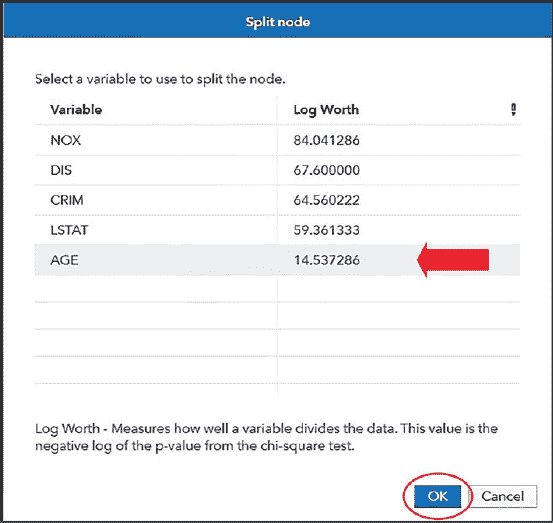 Split node
Select a variable to use to split the node.
Variable Log Worth
NOX 84.041286
DIS 67.600000
CRIM 64.560222
LSTAT 59.361333
AGE 14.537286
Log Worth - Measures how well a variable divides the data. This value is the
negative log of the p-value from the chi-square test.
OK Cancel